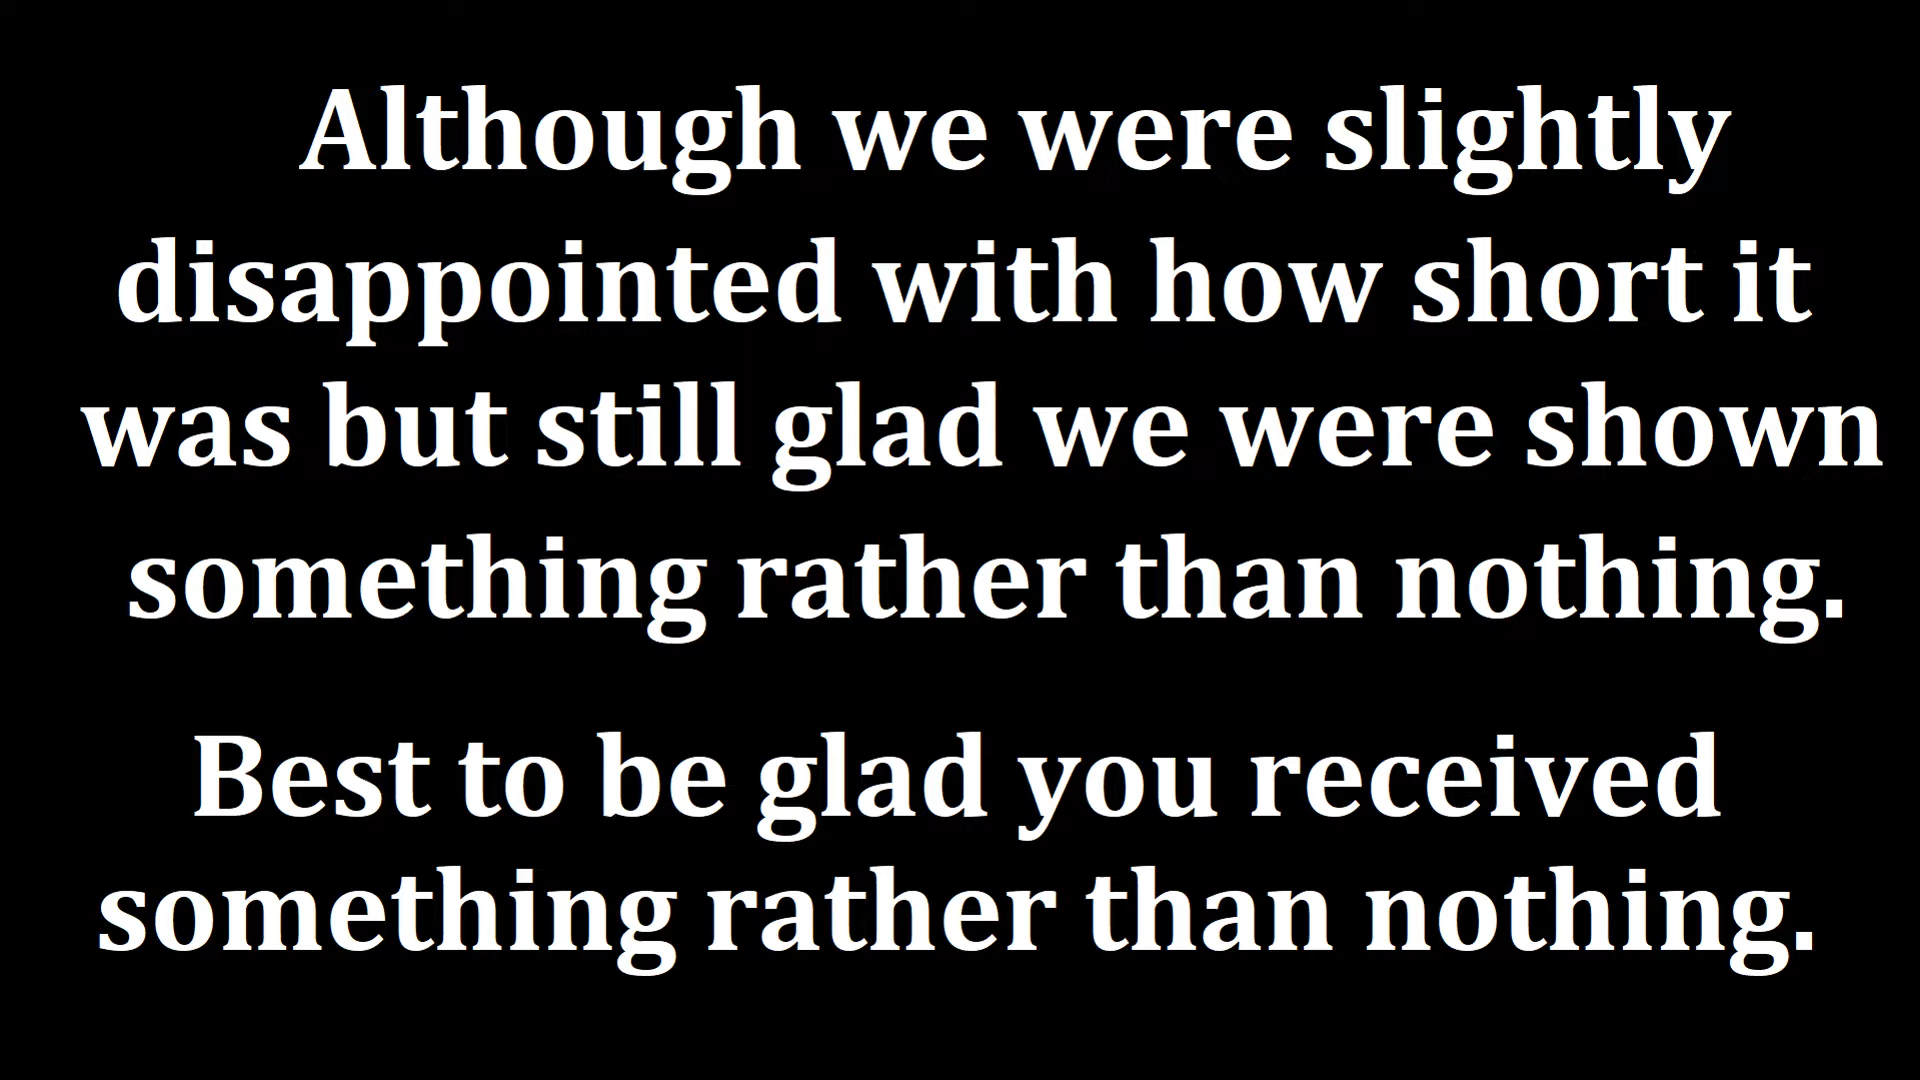 Although we were slightly
disappointed with how short it
was but still glad we were shown
something rather than nothing.
Best to be glad you received
something rather than nothing.